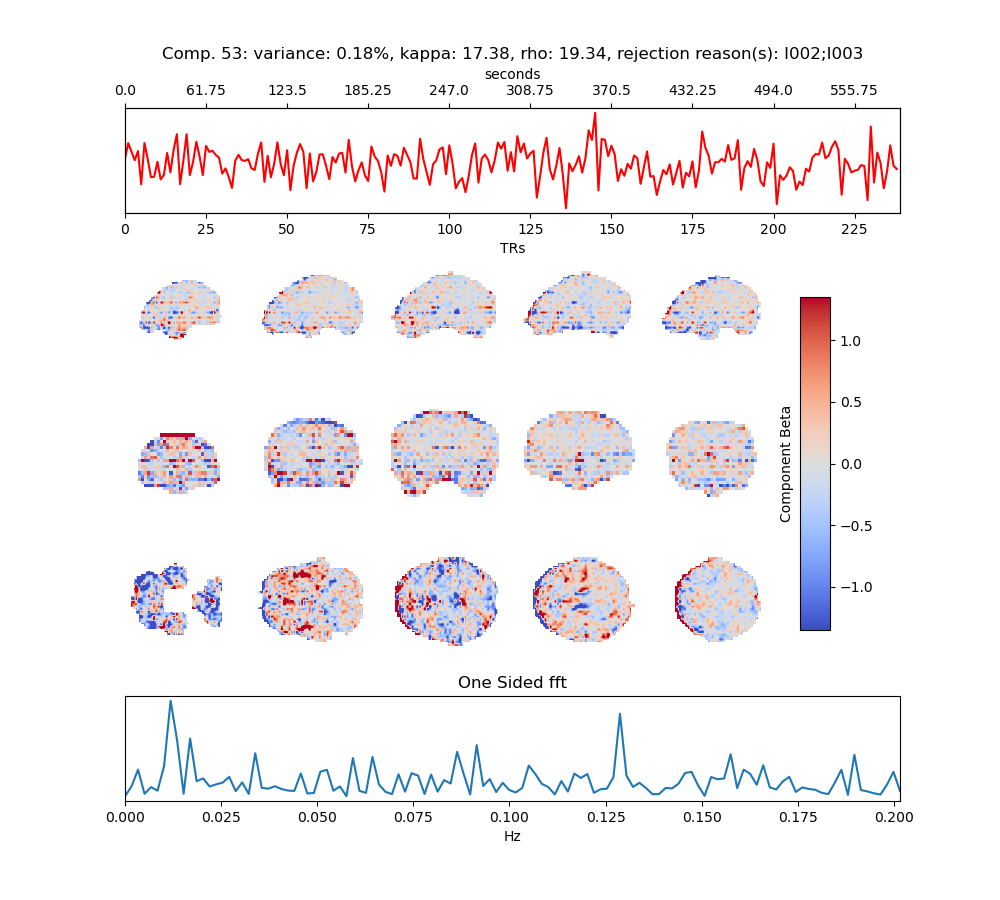 Comp. 53: variance: 0.18%, kappa: 17.38, rho: 19.34, rejection reason(s): I002;I003
seconds
0.0 61.75 123.5 185.25 247.0 308.75 370.5 432.25 494.0 555.75
0 25 50 75 100 125 150 175 200 225
TRs
1.0
0.5
0.0
−0.5
−1.0
Component Beta
One Sided fft
0.000 0.025 0.050 0.075 0.100 0.125 0.150 0.175 0.200
Hz